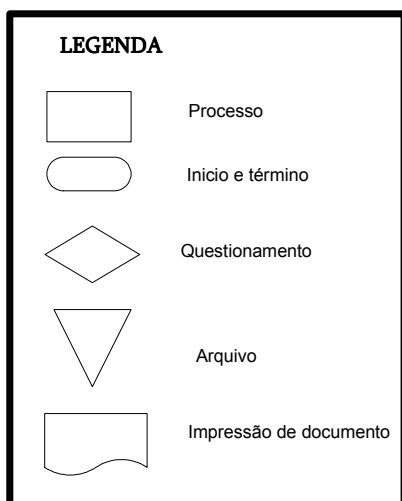 LEGENDA
Processo
Inicio e término
Questionamento
Arquivo
Impressão de documento